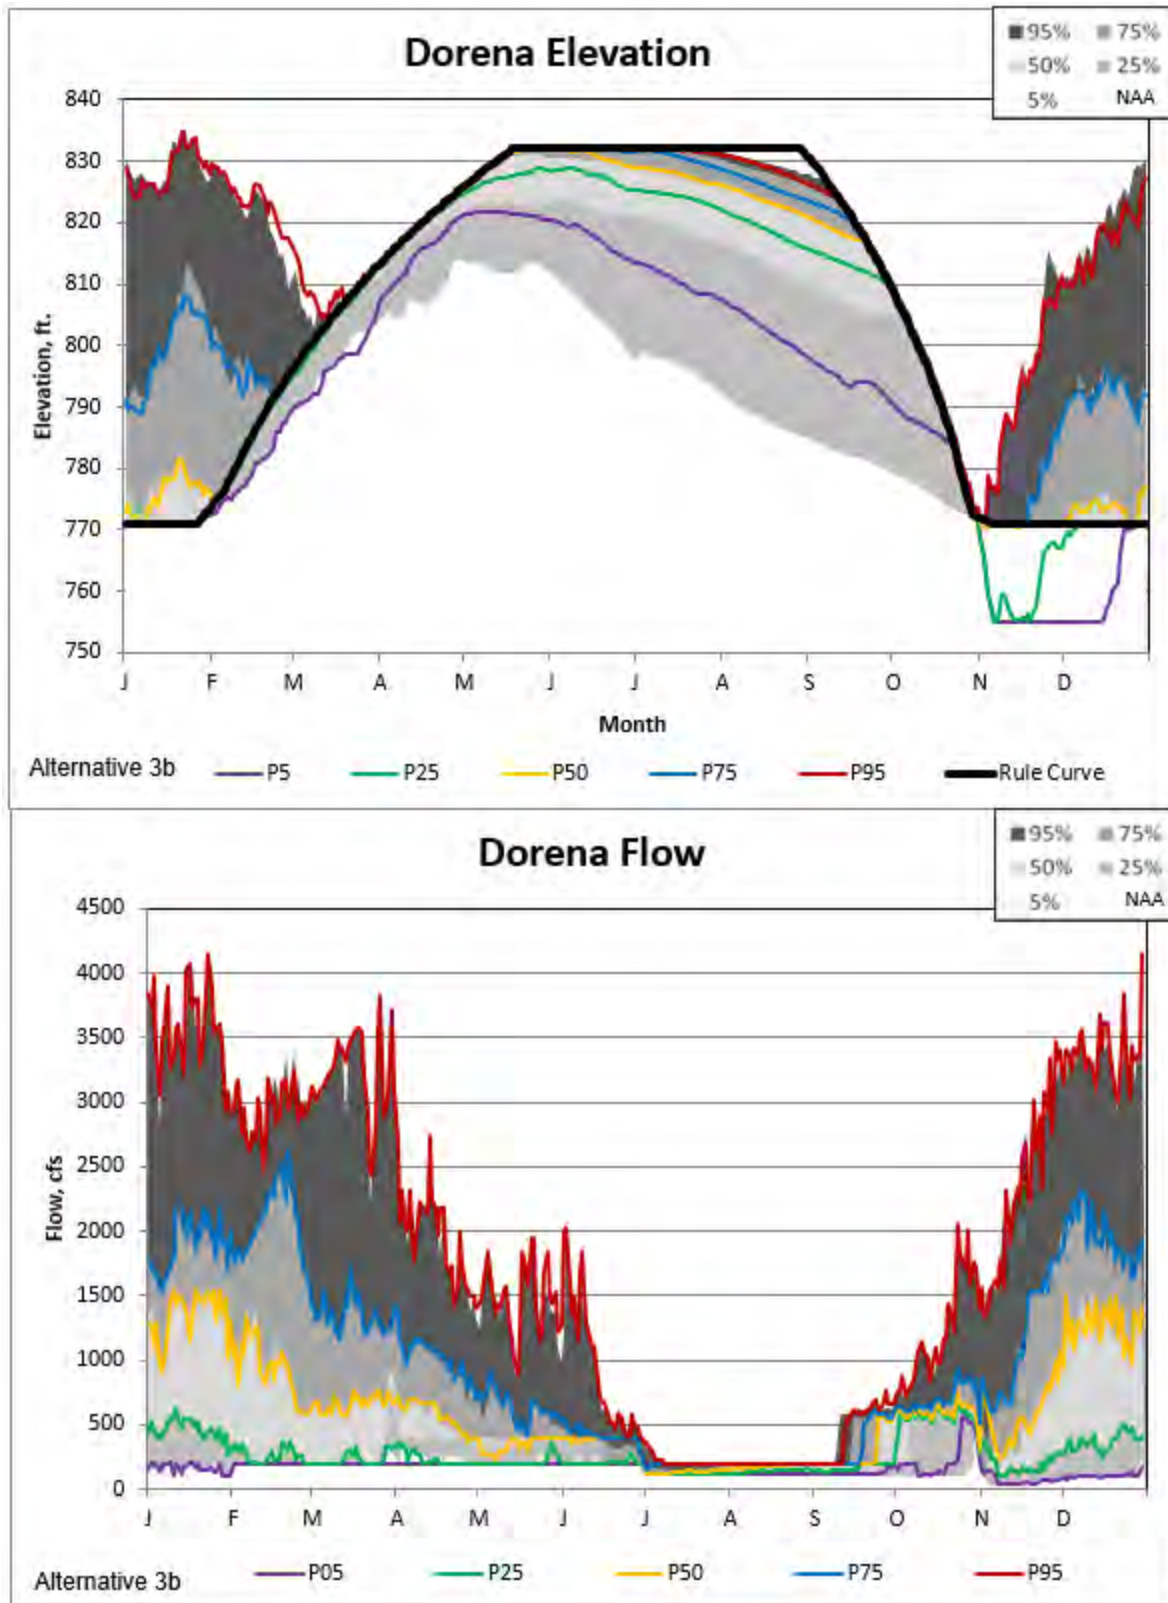 Dorena Elevation
95% 75%
50% 25%
5% NAA
840
830
820
810
800
790
780
770
760
750
Elevation, ft.
J F M A M J J A S O N D
Month
Alternative 3b P5 P25 P50 P75 P95 Rule Curve
Dorena Flow
95% 75%
50% 25%
5% NAA
4500
4000
3500
3000
2500
2000
1500
1000
500
0
Flow, cfs
J F M A M J J A S O N D
Alternative 3b P05 P25 P50 P75 P95